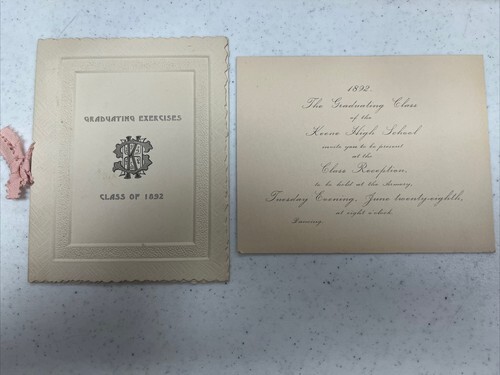 GRADUATING EXERCISES
CLASS OF 1892
1892.
The Graduating Class
of the
Keene High School
invite you to be present
at the
Class Reception,
to be held at the Armory,
Tuesday Evening, June twenty-eighth,
at eight o'clock.
Dancing.